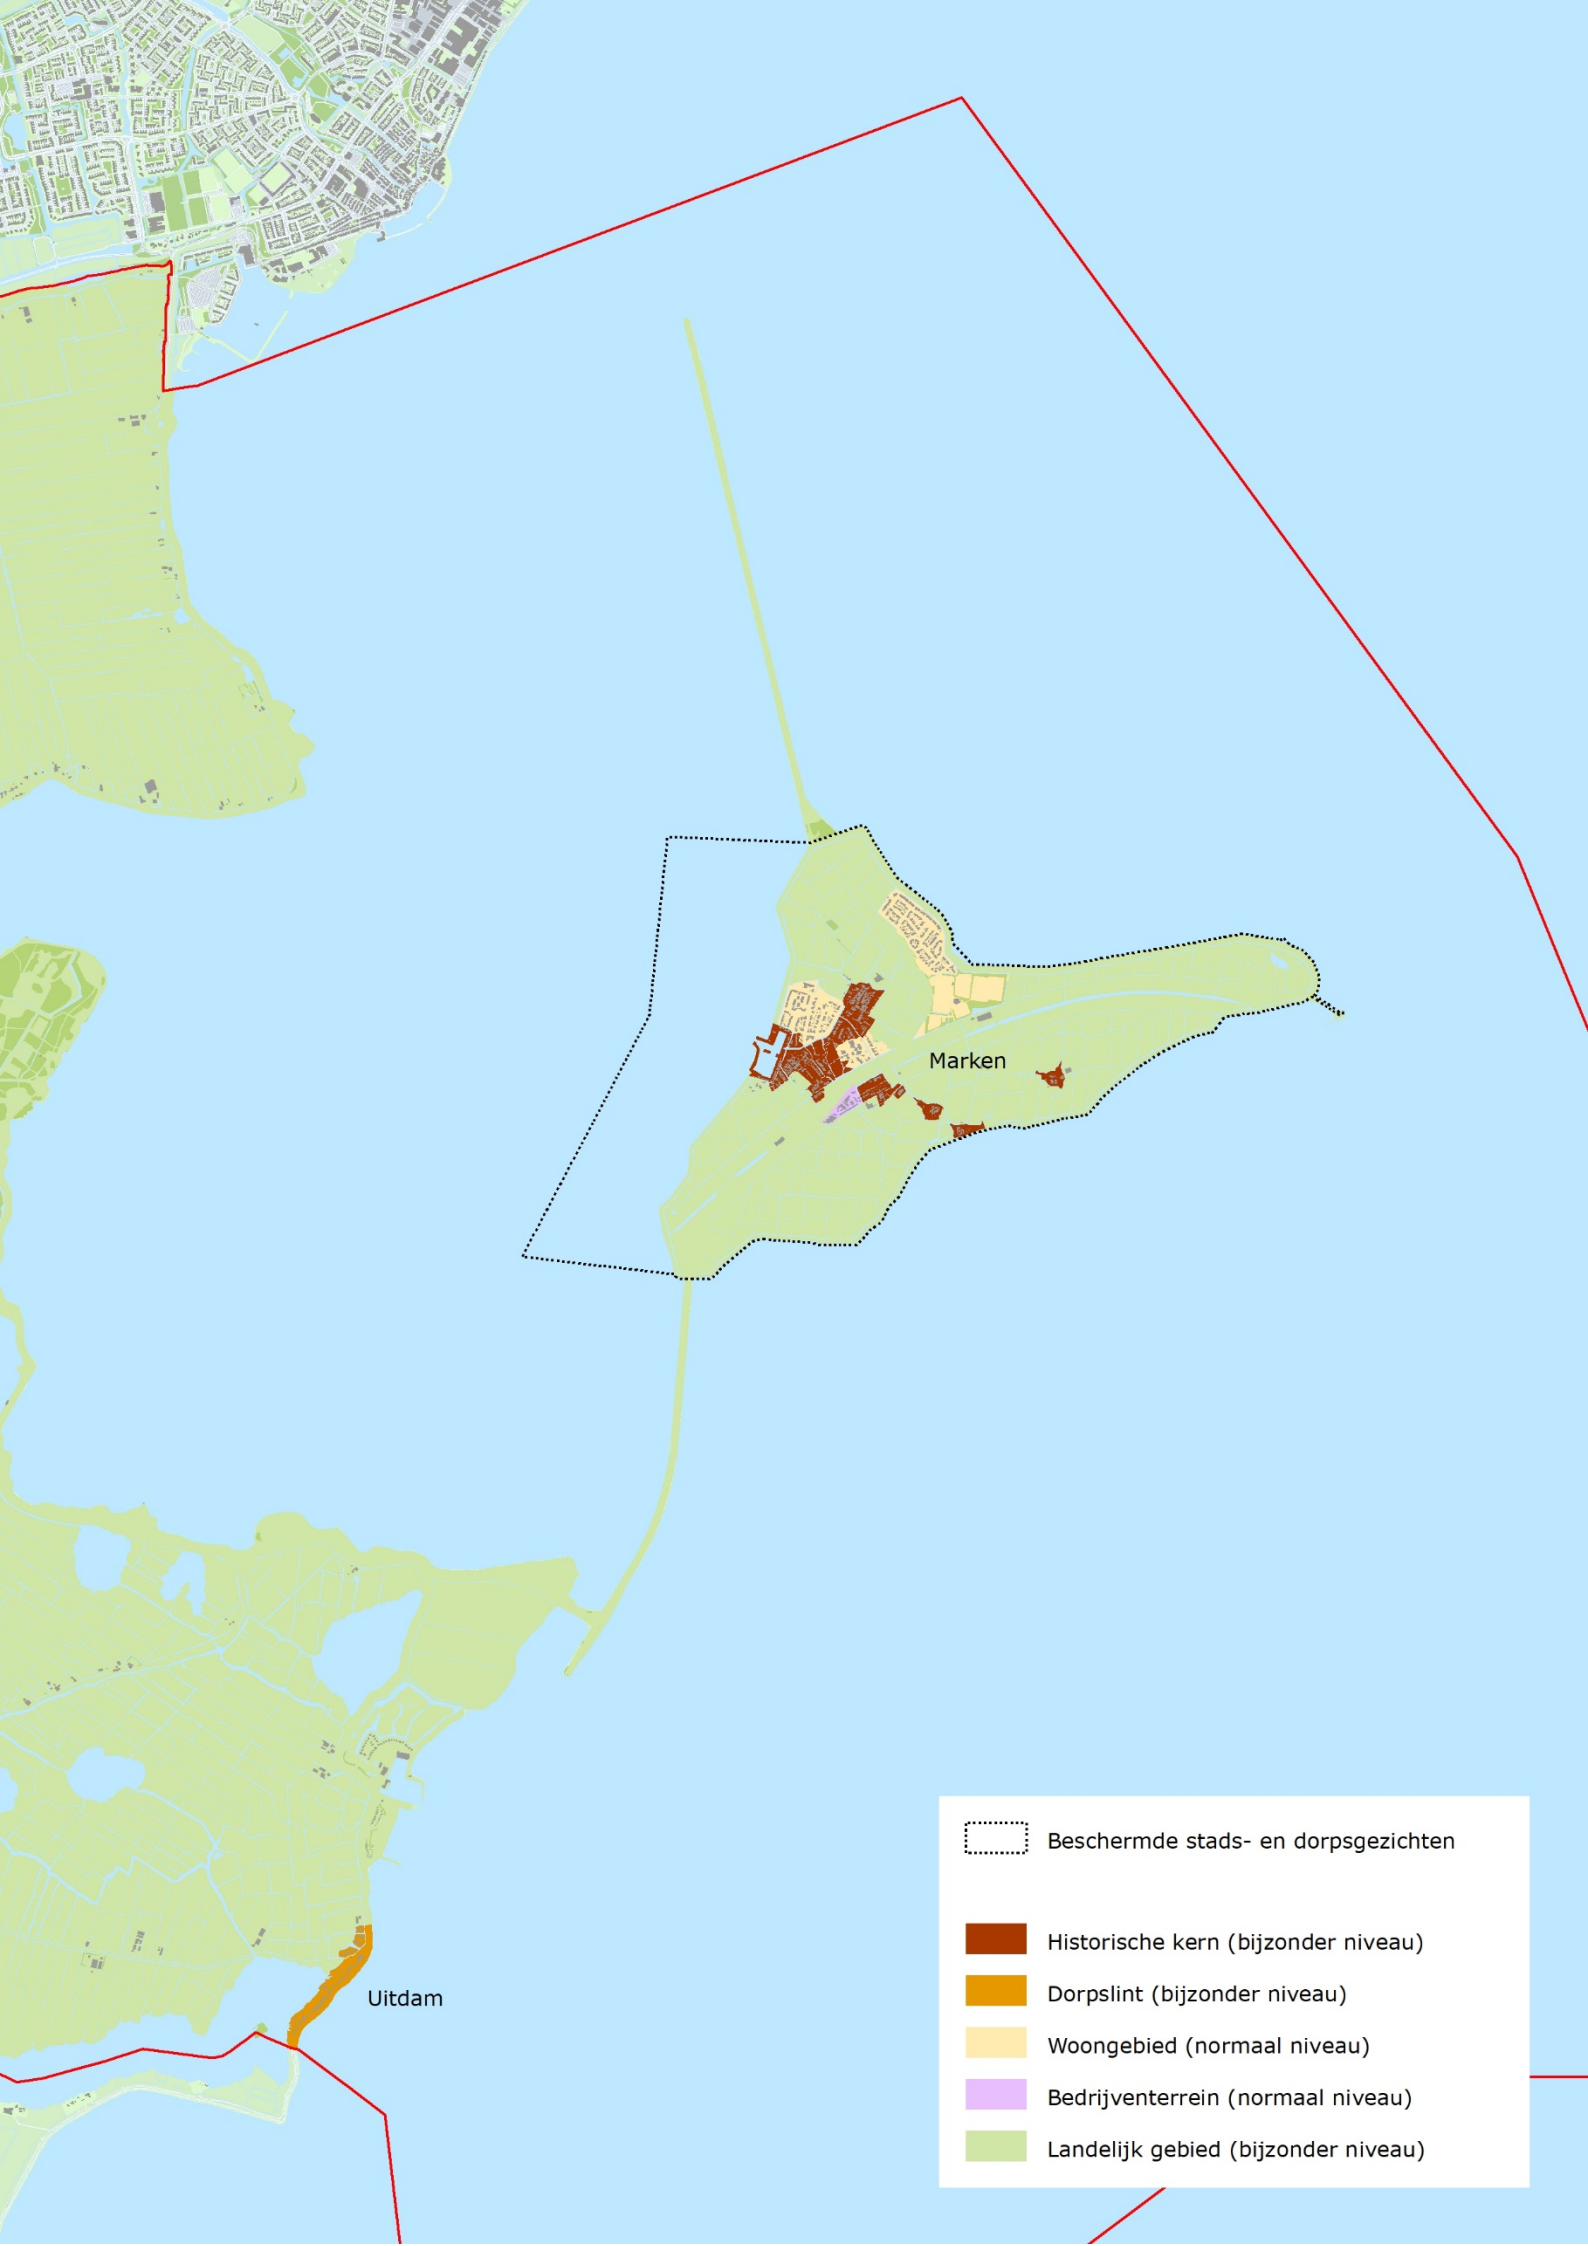 Marken
Uitdam
Beschermde stads- en dorpsgezichten
Historische kern (bijzonder niveau)
Dorpslint (bijzonder niveau)
Woongebied (normaal niveau)
Bedrijventerrein (normaal niveau)
Landelijk gebied (bijzonder niveau)